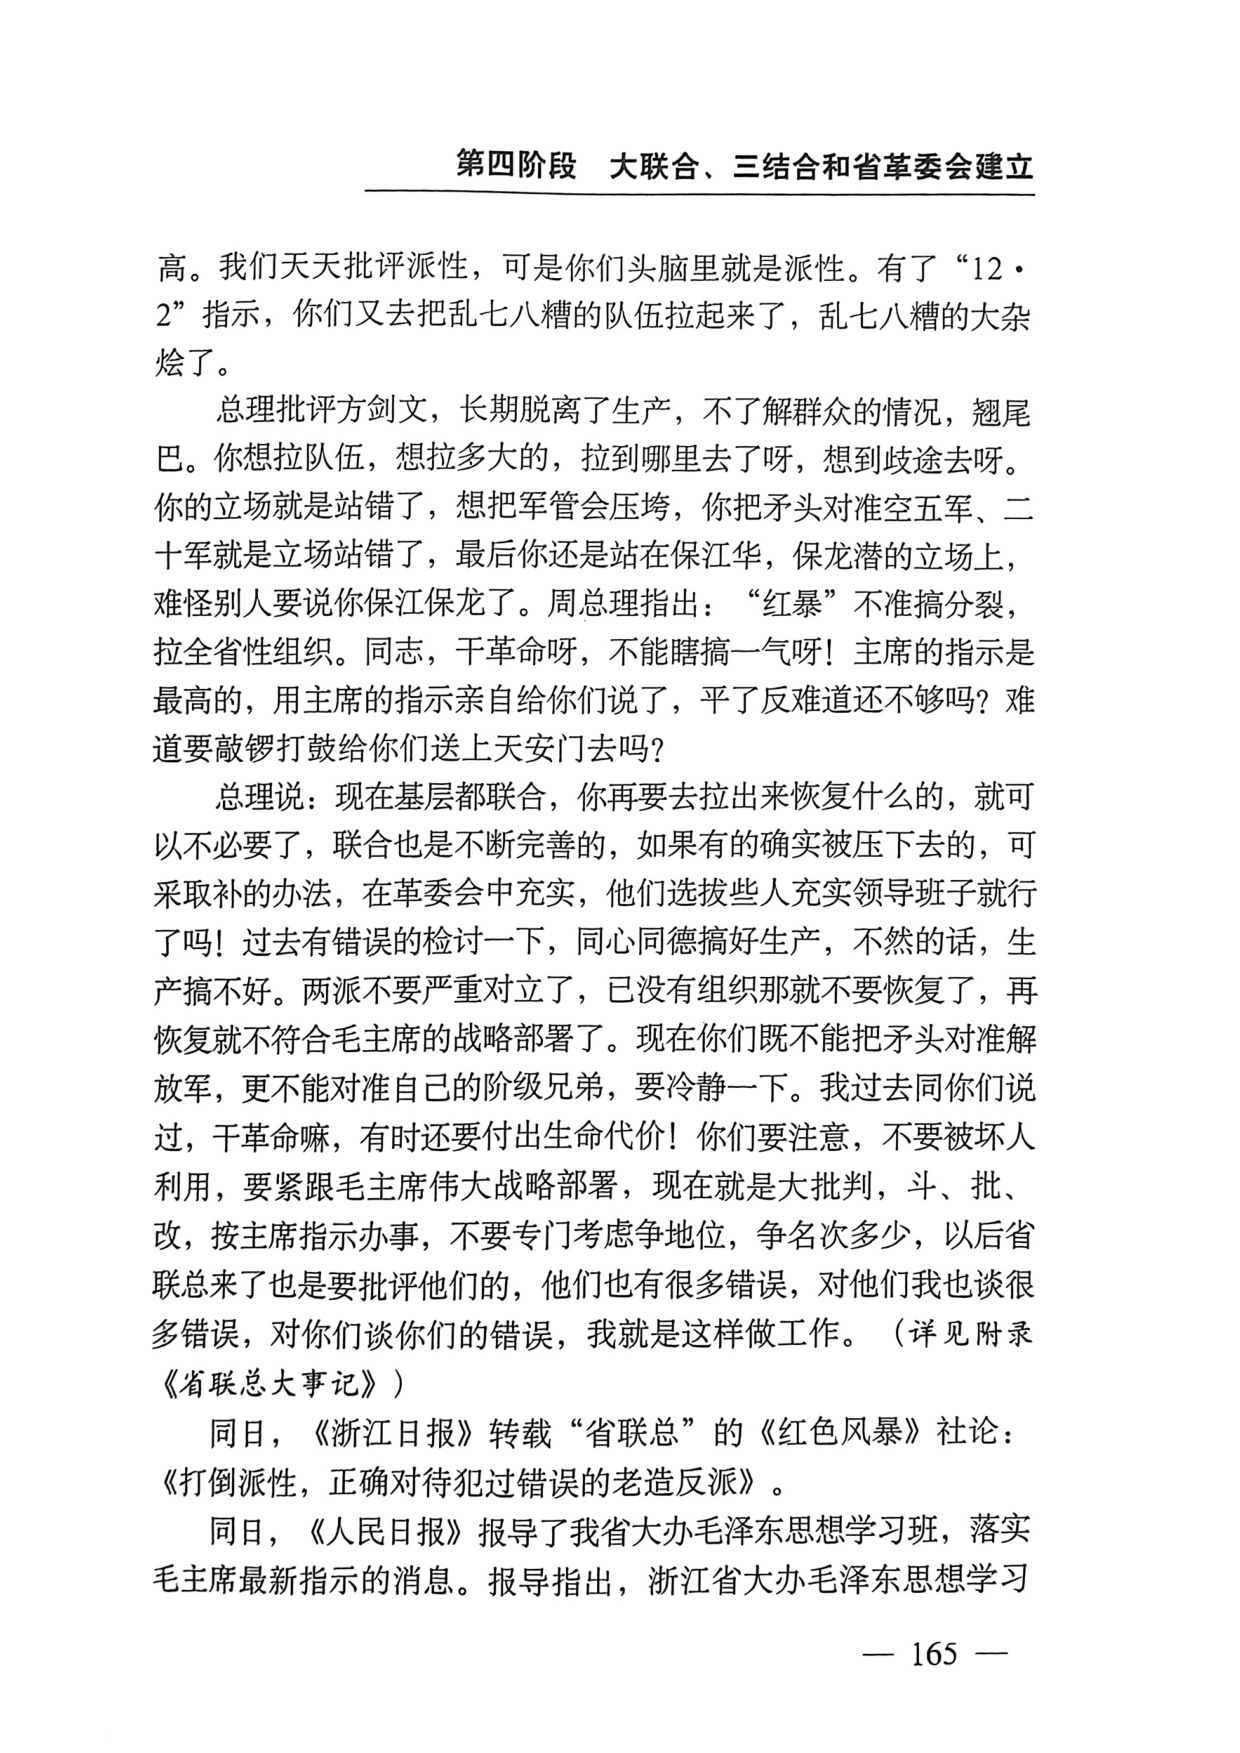 第四阶段　大联合、三结合和省革委会建立
高。我们天天批评派性，可是你们头脑里就是派性。有了“12·
2”指示，你们又去把乱七八糟的队伍拉起来了，乱七八糟的大杂
烩了。
总理批评方剑文，长期脱离了生产，不了解群众的情况，翘尾
巴。你想拉队伍，想拉多大的，拉到哪里去了呀，想到歧途去呀。
你的立场就是站错了，想把军管会压垮，你把矛头对准空五军、二
十军就是立场站错了，最后你还是站在保江华，保龙潜的立场上，
难怪别人要说你保江保龙了。周总理指出：“红暴”不准搞分裂，
拉全省性组织。同志，干革命呀，不能瞎搞一气呀！主席的指示是
最高的，用主席的指示亲自给你们说了，平了反难道还不够吗？难
道要敲锣打鼓给你们送上天安门去吗？
总理说：现在基层都联合，你再要去拉出来恢复什么的，就可
以不必要了，联合也是不断完善的，如果有的确实被压下去的，可
采取补的办法，在革委会中充实，他们选拔些人充实领导班子就行
了吗！过去有错误的检讨一下，同心同德搞好生产，不然的话，生
产搞不好。两派不要严重对立了，已没有组织那就不要恢复了，再
恢复就不符合毛主席的战略部署了。现在你们既不能把矛头对准解
放军，更不能对准自己的阶级兄弟，要冷静一下。我过去同你们说
过，干革命嘛，有时还要付出生命代价！你们要注意，不要被坏人
利用，要紧跟毛主席伟大战略部署，现在就是大批判，斗、批、
改，按主席指示办事，不要专门考虑争地位，争名次多少，以后省
联总来了也是要批评他们的，他们也有很多错误，对他们我也谈很
多错误，对你们谈你们的错误，我就是这样做工作。（详见附录
《省联总大事记》）
同日，《浙江日报》转载“省联总”的《红色风暴》社论：
《打倒派性，正确对待犯过错误的老造反派》。
同日，《人民日报》报导了我省大办毛泽东思想学习班，落实
毛主席最新指示的消息。报导指出，浙江省大办毛泽东思想学习
— 165 —